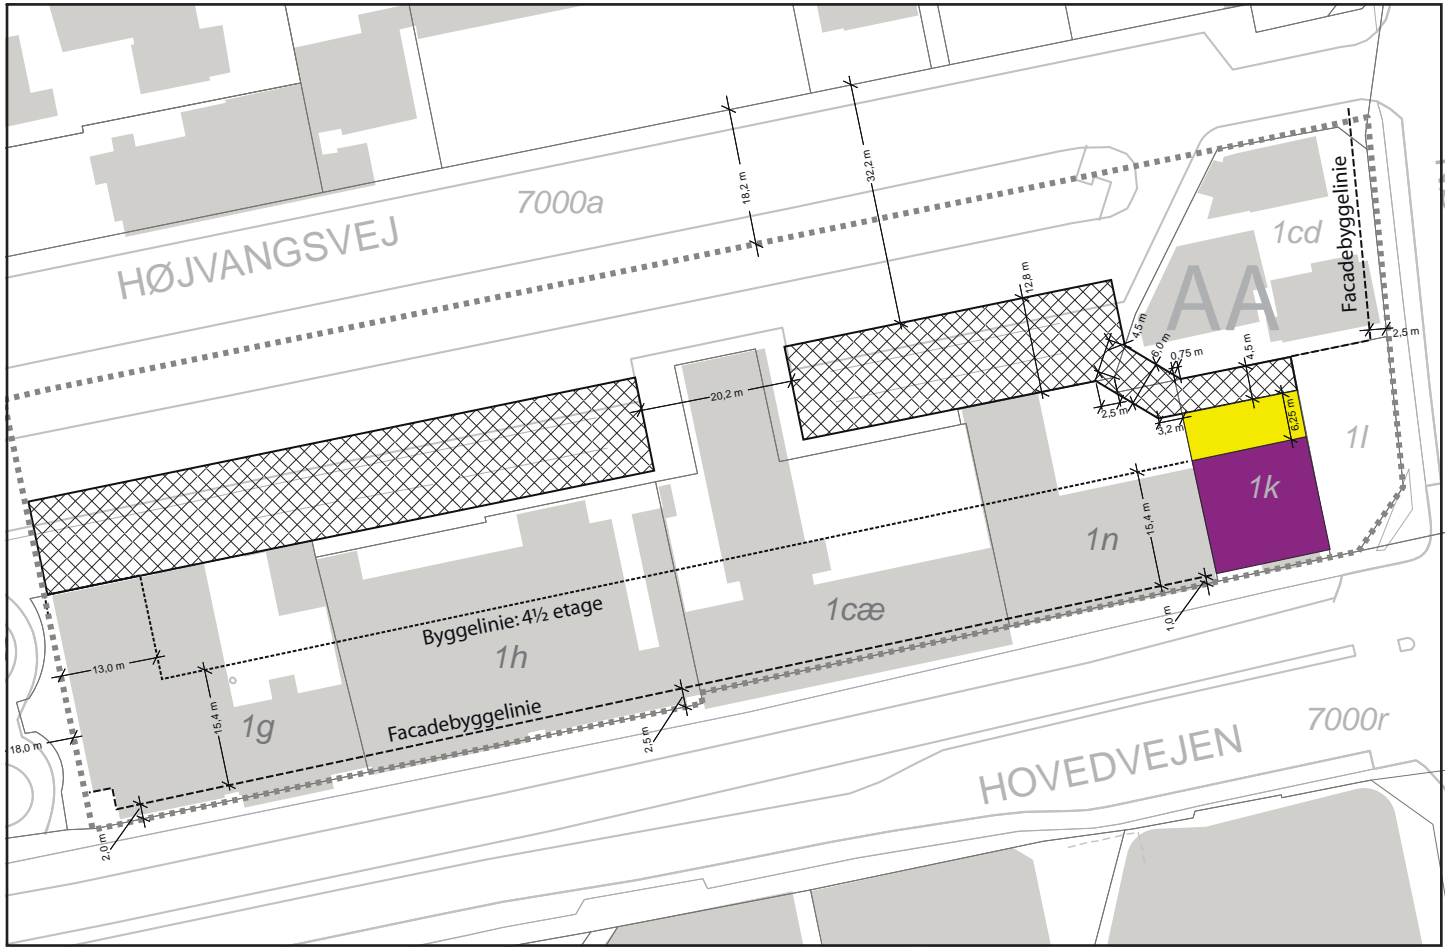 7000a
HØJVANGSVEJ
18,2 m
32,2 m
12,8 m
1cd
AA
Facadebyggelinie
2,5 m
4,5 m
6,0 m
0,75 m
4,5 m
20,2 m
2,5 m
3,2 m
6,25 m
1l
1k
15,4 m
1n
1cæ
1,0 m
Byggelinie: 4½ etage
1h
13,0 m
15,4 m
1g
18,0 m
Facadebyggelinie
2,5 m
2,0 m
HOVEDVEJEN
7000r